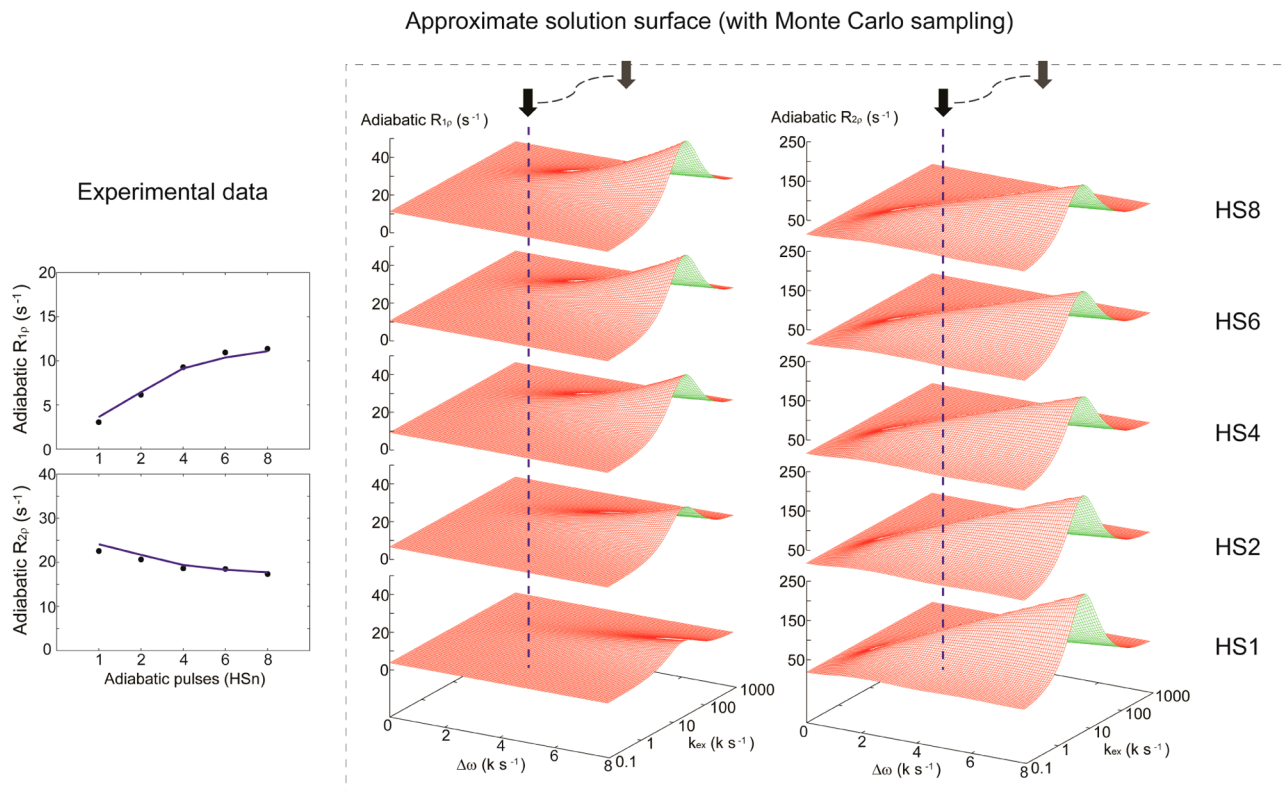 Approximate solution surface (with Monte Carlo sampling)
Experimental data
Adiabatic R1ρ (s-1)
20
15
10
5
0
1 2 4 6 8
Adiabatic R2ρ (s-1)
40
30
20
10
0
1 2 4 6 8
Adiabatic pulses (HSn)
Adiabatic R1ρ (s-1)
40
20
0
40
20
0
40
20
0
40
20
0
40
20
0
0 2 4 6 8
Δω (k s-1)
0.1 1 10 100 1000
kex (k s-1)
Adiabatic R2ρ (s-1)
250
150
50
250
150
50
250
150
50
250
150
50
250
150
50
0 2 4 6 8
Δω (k s-1)
0.1 1 10 100 1000
kex (k s-1)
HS8
HS6
HS4
HS2
HS1